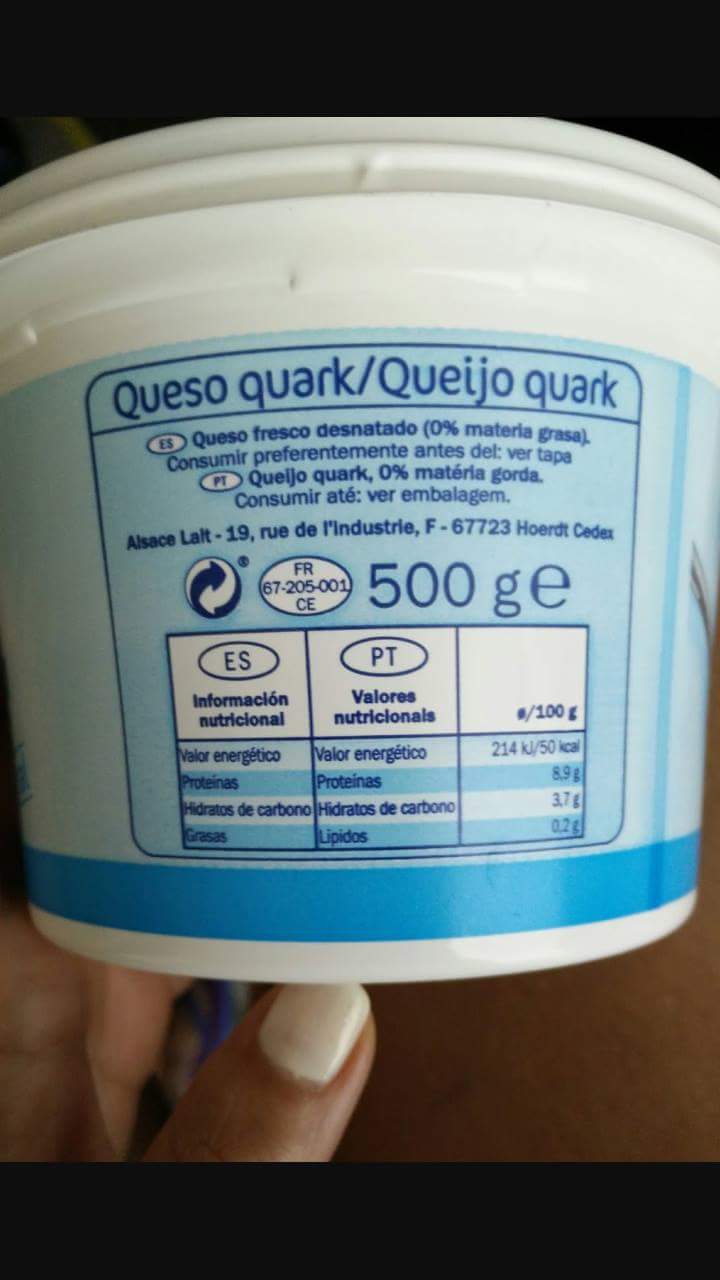 Queso quark/Queijo quark
ES Queso fresco desnatado (0% materia grasa).
Consumir preferentemente antes del: ver tapa
PT Queijo quark, 0% matéria gorda.
Consumir até: ver embalagem.
Alsace Lait - 19, rue de l'Industrie, F - 67723 Hoerdt Cedex
®
FR
67-205-001
CE
500 g e
ES PT
Información Valores
nutricional nutricionais /100 g
Valor energético Valor energético 214 kJ/50 kcal
Proteinas Proteínas 8,9 g
Hidratos de carbono Hidratos de carbono 3,7 g
Grasas Lipidos 0,2 g